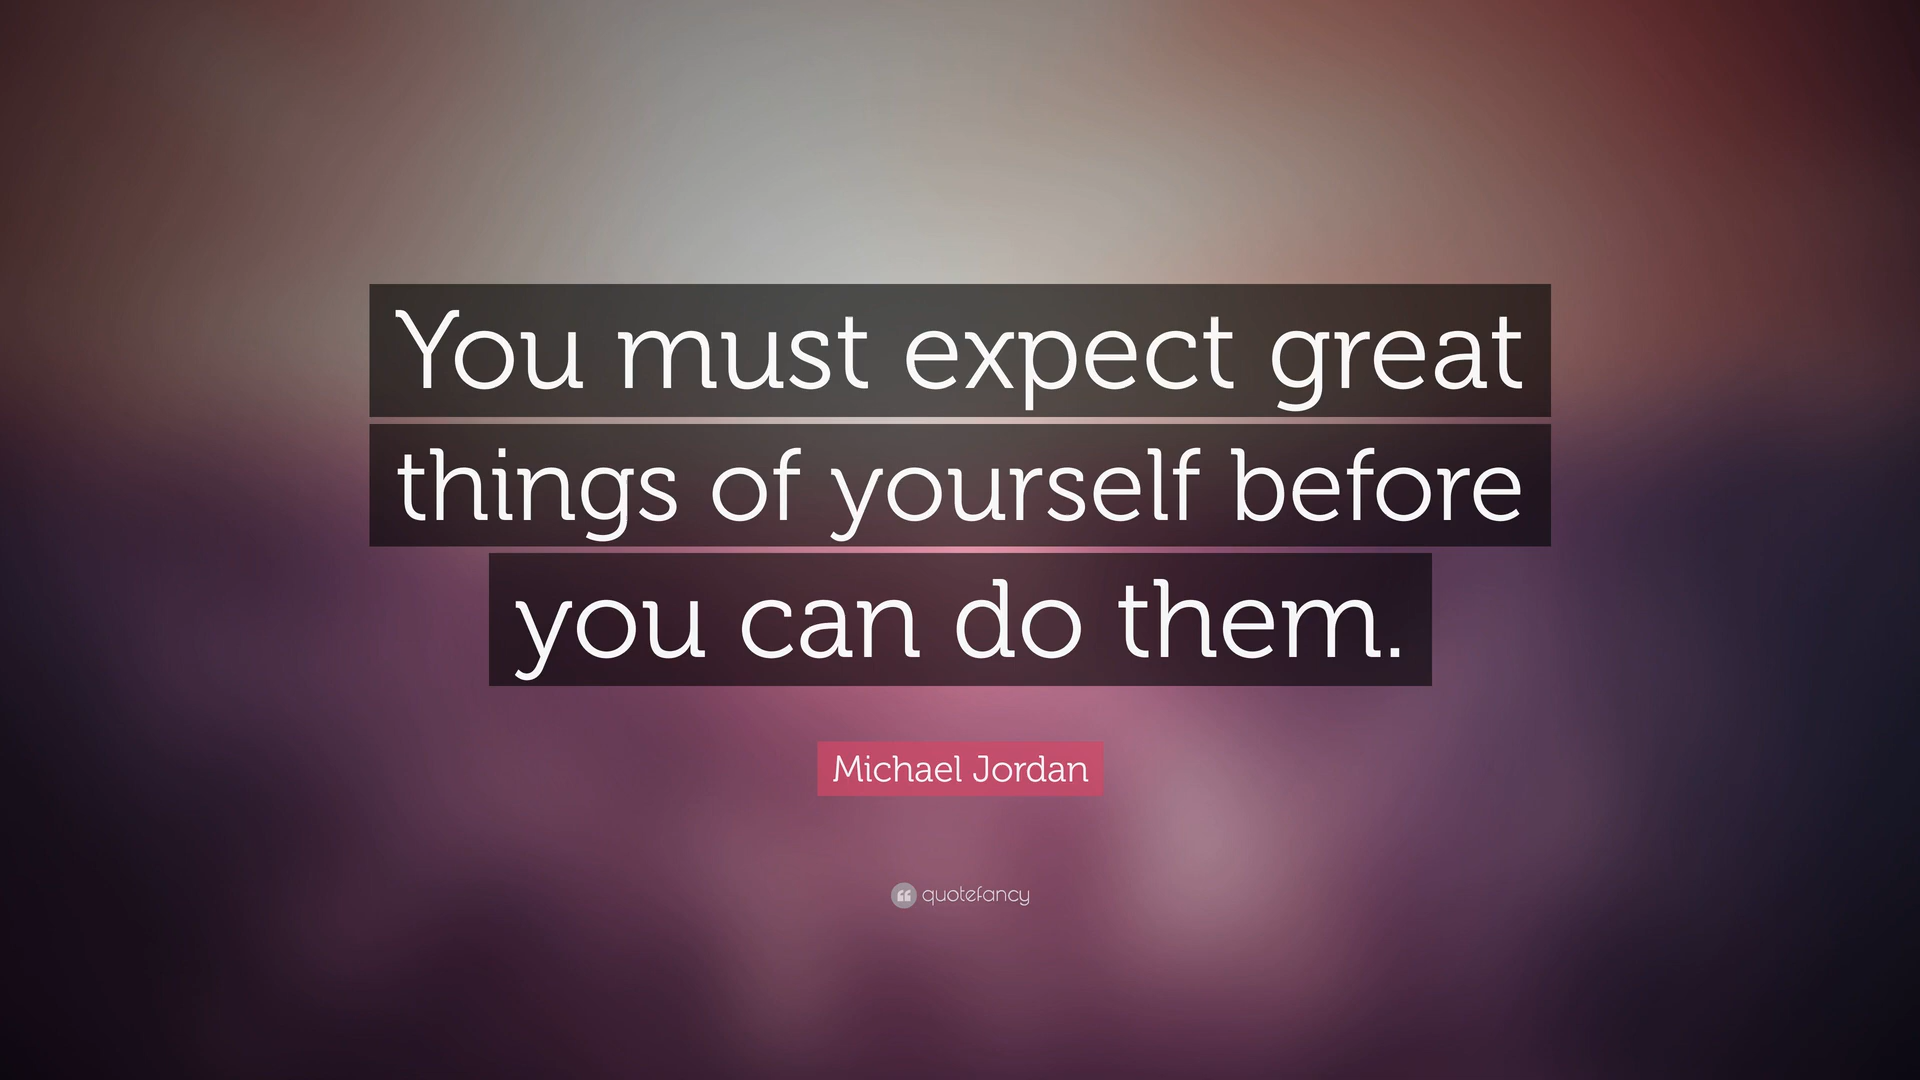 You must expect great
things of yourself before
you can do them.
Michael Jordan
quotefancy